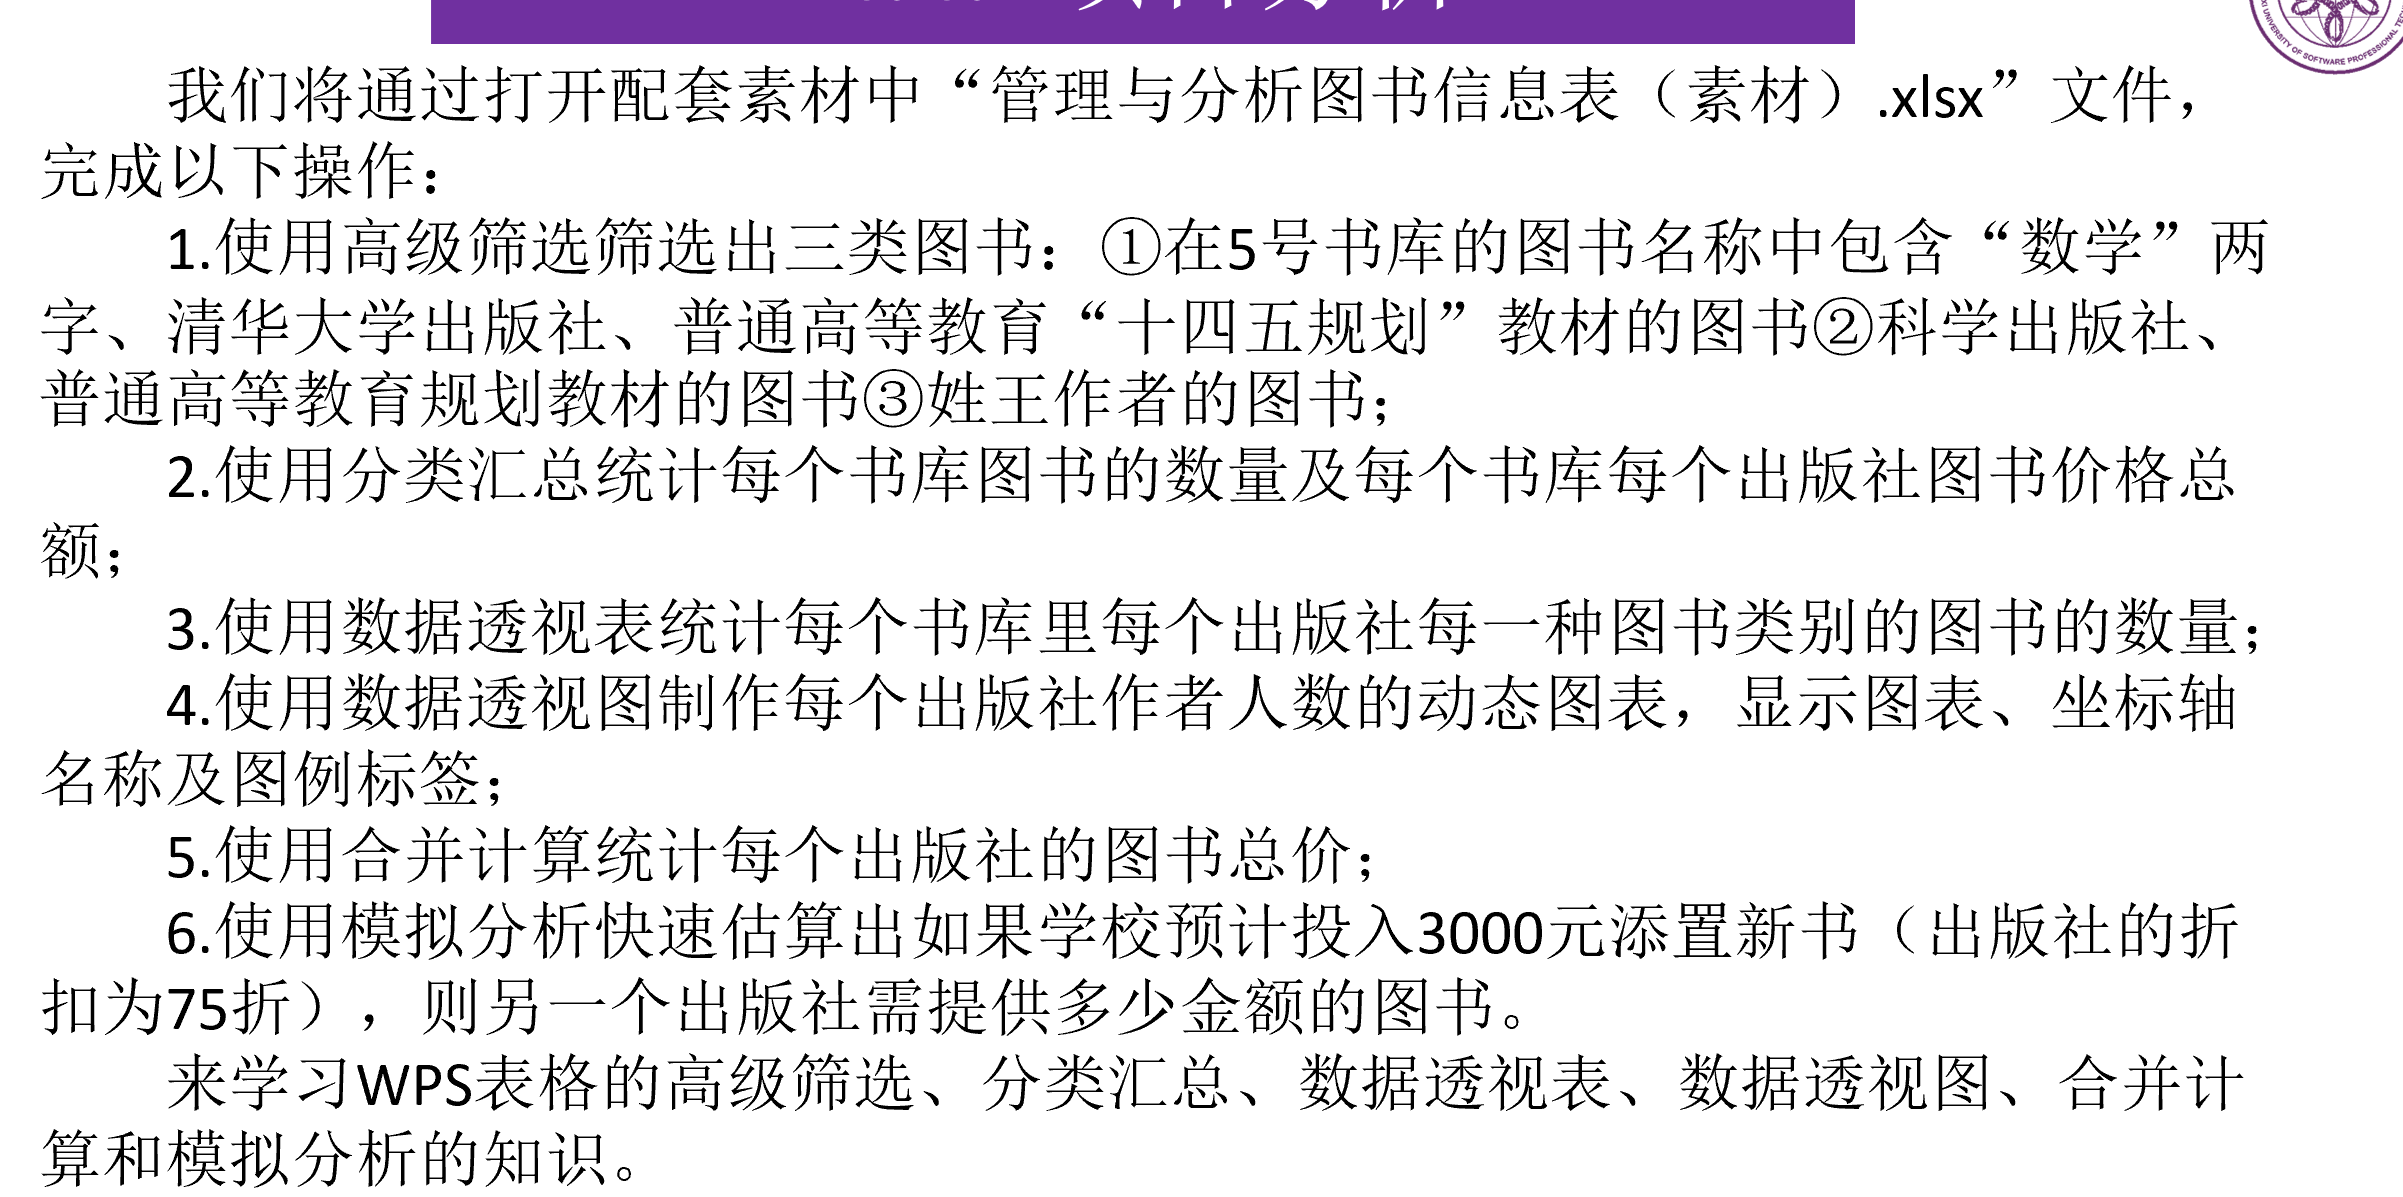 我们将通过打开配套素材中“管理与分析图书信息表（素材）.xlsx”文件，
完成以下操作：
1.使用高级筛选筛选出三类图书：①在5号书库的图书名称中包含“数学”两
字、清华大学出版社、普通高等教育“十四五规划”教材的图书②科学出版社、
普通高等教育规划教材的图书③姓王作者的图书；
2.使用分类汇总统计每个书库图书的数量及每个书库每个出版社图书价格总
额；
3.使用数据透视表统计每个书库里每个出版社每一种图书类别的图书的数量；
4.使用数据透视图制作每个出版社作者人数的动态图表，显示图表、坐标轴
名称及图例标签；
5.使用合并计算统计每个出版社的图书总价；
6.使用模拟分析快速估算出如果学校预计投入3000元添置新书（出版社的折
扣为75折），则另一个出版社需提供多少金额的图书。
来学习WPS表格的高级筛选、分类汇总、数据透视表、数据透视图、合并计
算和模拟分析的知识。
UNIVERSITY OF SOFTWARE